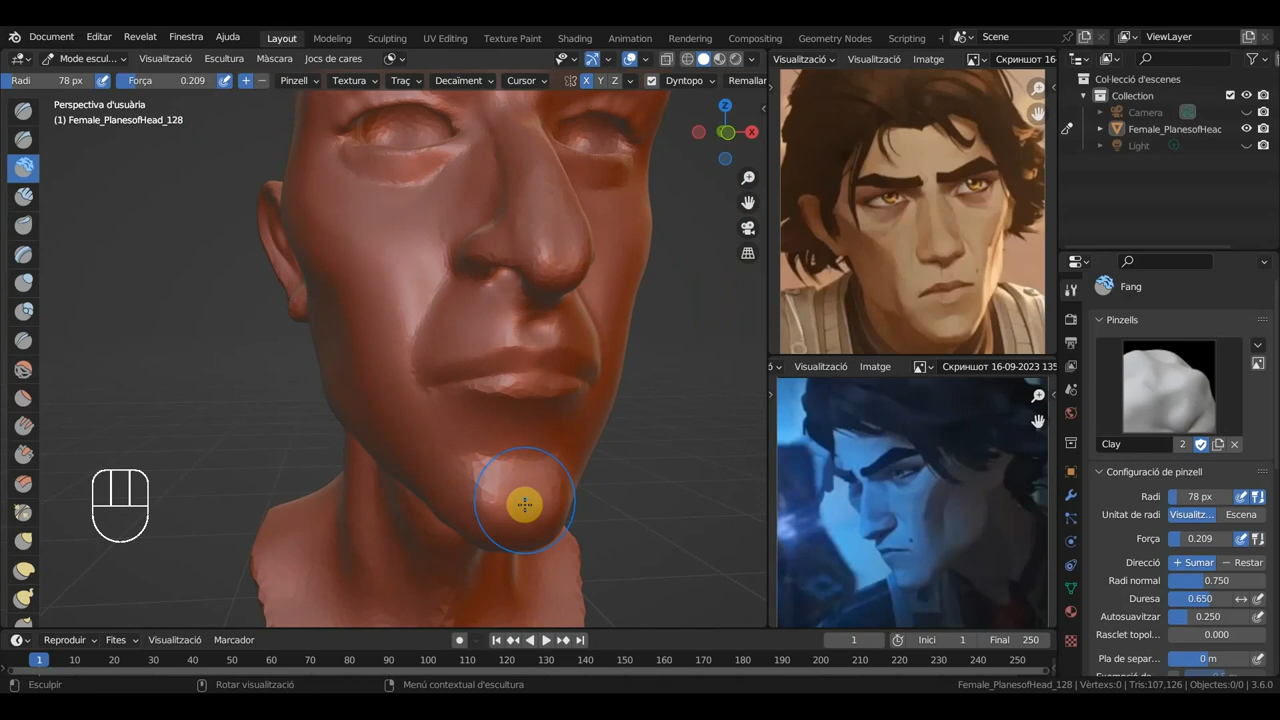 Document Editar Revelat Finestra Ajuda Layout Modeling Sculpting UV Editing Texture Paint Shading Animation Rendering Compositing Geometry Nodes Scripting Scene ViewLayer
Mode escul... Visualització Escultura Màscara Jocs de cares
Visualització Visualització Imatge Скриншот 16
Radi 78 px Força 0.209 Pinzell Textura Traç Decaïment Cursor X Y Z Dyntopo Remallar
Col·lecció d'escenes
Collection
Camera
Female_PlanesofHeac
Light
Perspectiva d'usuària
(1) Female_PlanesofHead_128
Z
X
Fang
Pinzells
Visualització Imatge Скриншот 16-09-2023 135
Clay 2
Configuració de pinzell
Radi 78 px
Unitat de radi Visualitz... Escena
Força 0.209
Direcció + Sumar − Restar
Radi normal 0.750
Duresa 0.650
Autosuavitzar 0.250
Rasclet topol... 0.000
Pla de separ... 0 m
Reproduir Fites Visualització Marcador 1 Inici 1 Final 250
1 10 20 30 40 50 60 70 80 90 100 110 120 130 140 150 160 170 180 190 200 210 220 230 240 250
Esculpir Rotar visualització Menú contextual d'escultura Female_PlanesofHead_128 | Vèrtexs:0 | Tris:107,126 | Objectes:0/0 | 3.6.0